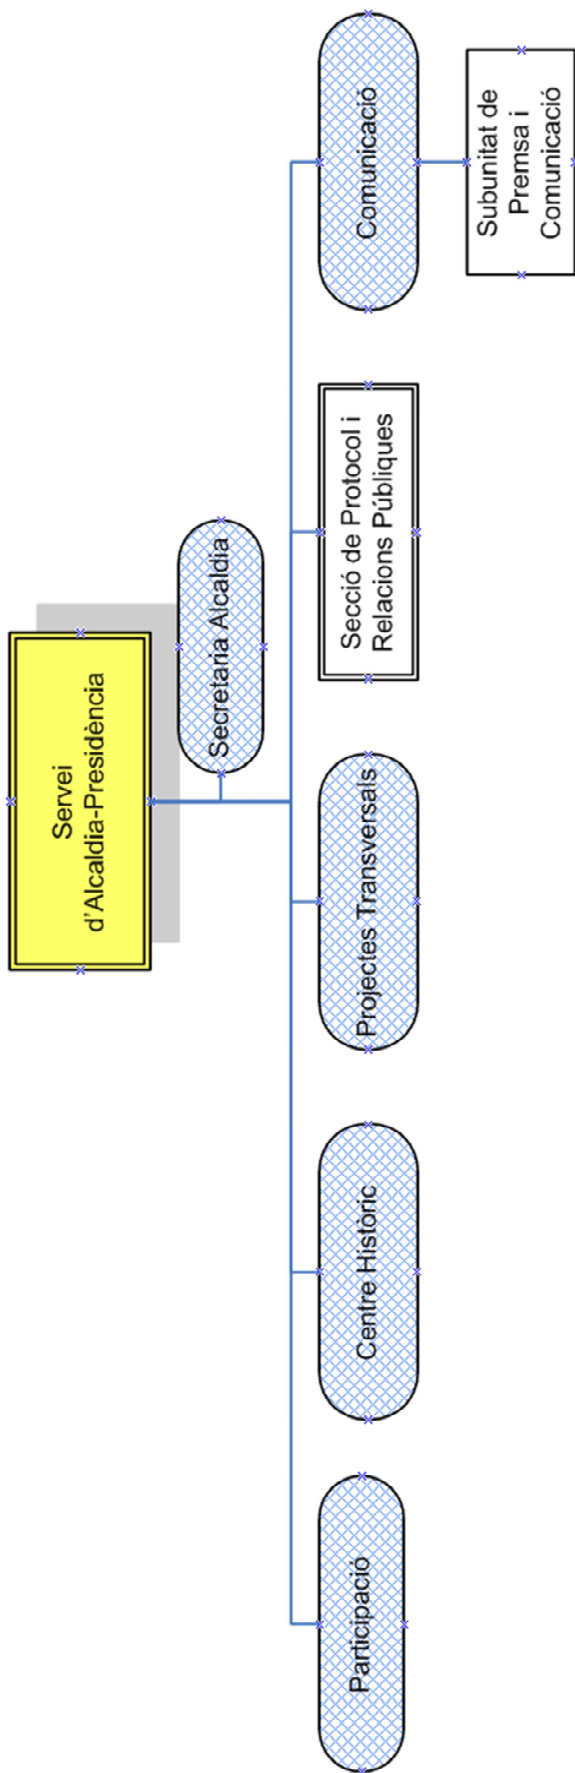 Servei
d'Alcaldia-Presidència
Secretaria Alcaldia
Participació
Centre Històric
Projectes Transversals
Secció de Protocol i
Relacions Públiques
Comunicació
Subunitat de
Premsa i
Comunicació